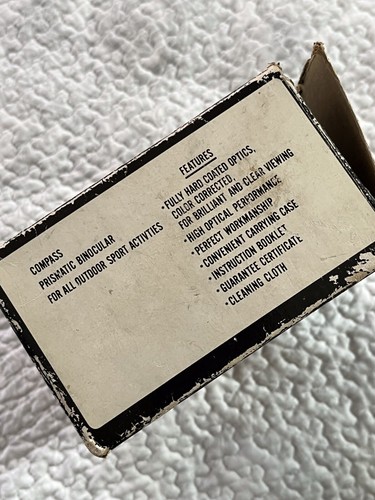 COMPASS
PRISMATIC BINOCULAR
FOR ALL OUTDOOR SPORT ACTIVTIES
FEATURES
• FULLY HARD COATED OPTICS,
COLOR CORRECTED,
FOR BRILLIANT AND CLEAR VIEWING
• HIGH OPTICAL PERFORMANCE
• PERFECT WORKMANSHIP
• CONVENIENT CARRYING CASE
• INSTRUCTION BOOKLET
• GUARANTEE CERTIFICATE
• CLEANING CLOTH